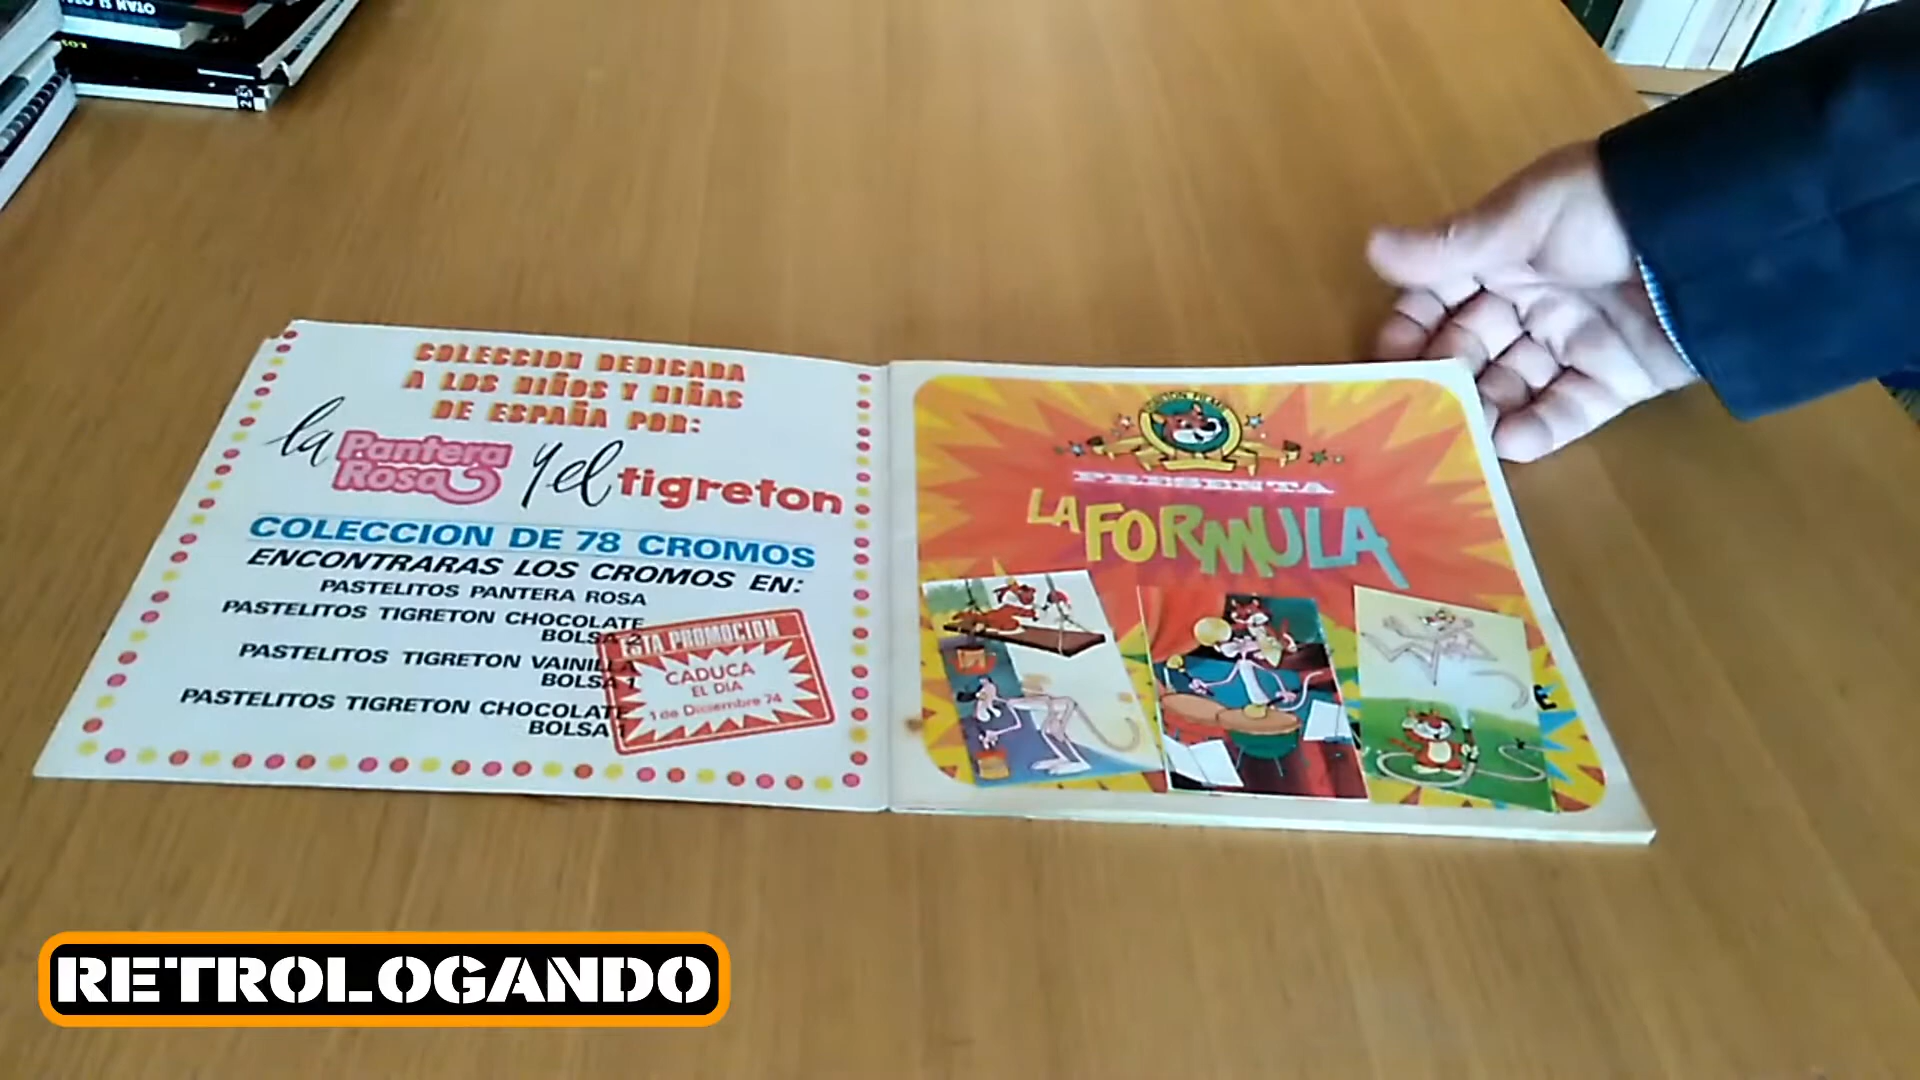 COLECCION DEDICADA
A LOS NIÑOS Y NIÑAS
DE ESPAÑA POR:
la Pantera Rosa y el tigreton
COLECCION DE 78 CROMOS
ENCONTRARAS LOS CROMOS EN:
PASTELITOS PANTERA ROSA
PASTELITOS TIGRETON CHOCOLATE
BOLSA 2
PASTELITOS TIGRETON VAINILLA
BOLSA 1
PASTELITOS TIGRETON CHOCOLATE
BOLSA 1
ESTA PROMOCION
CADUCA
EL DIA
1 de Diciembre 74
PRESENTA
LA FORMULA
RETROLOGANDO